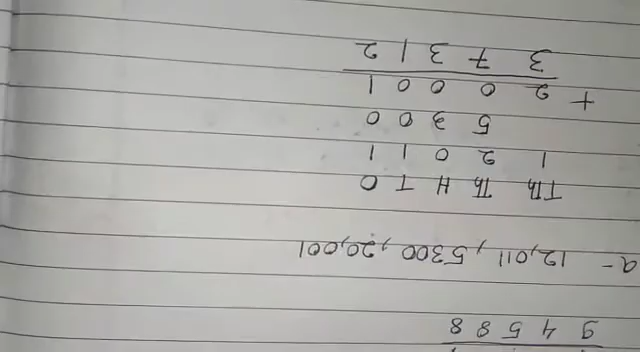 9 4 5 8 8
a- 12,011, 5300, 20,001
TTh Th H T O
1 2 0 1 1
5 3 0 0
+ 2 0 0 0 1
3 7 3 1 2